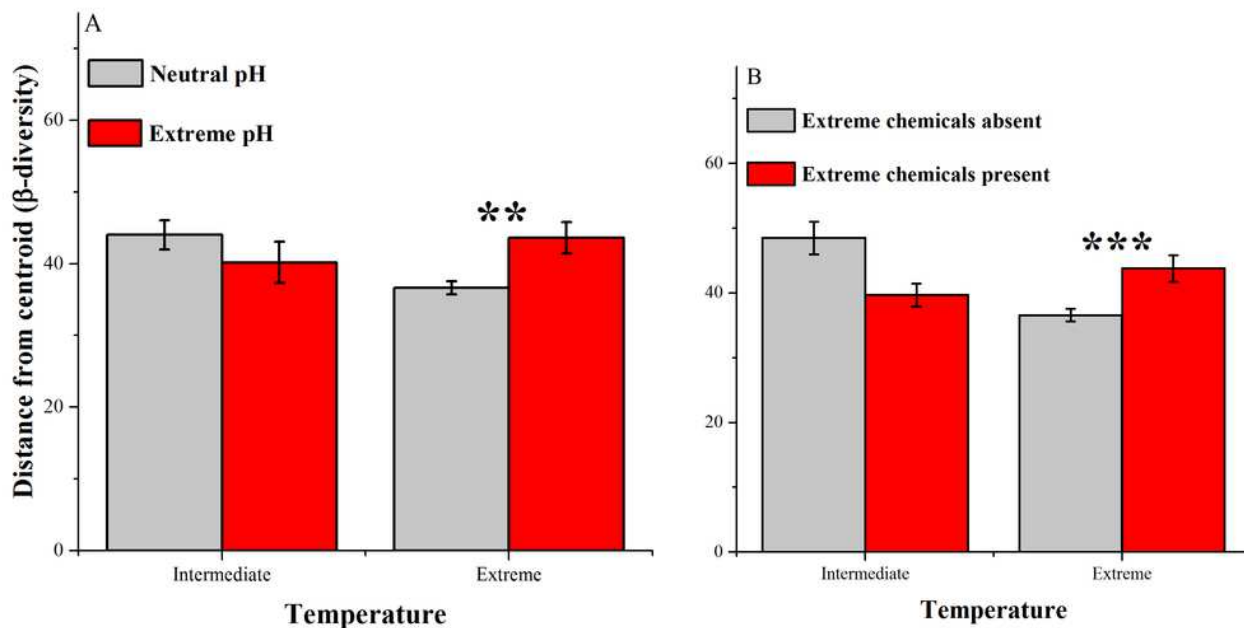 A
Neutral pH
Extreme pH
Distance from centroid (β-diversity)
60
40
20
0
**
Intermediate
Extreme
Temperature
B
Extreme chemicals absent
Extreme chemicals present
60
40
20
0
***
Intermediate
Extreme
Temperature